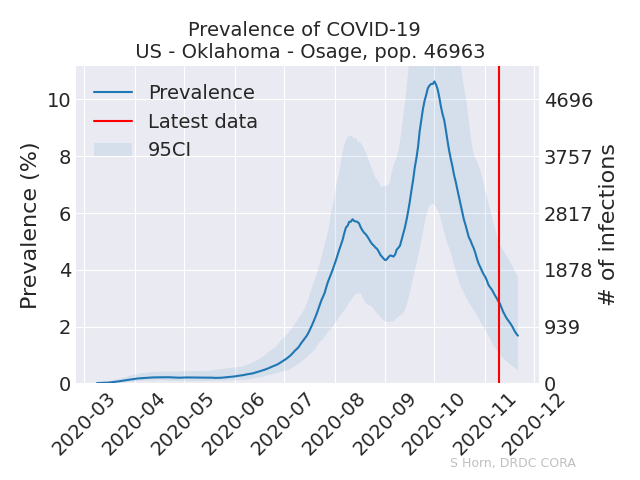 Prevalence of COVID-19
US - Oklahoma - Osage, pop. 46963
Prevalence
Latest data
95CI
Prevalence (%)
10
8
6
4
2
0
4696
3757
2817
1878
939
0
# of infections
2020-03
2020-04
2020-05
2020-06
2020-07
2020-08
2020-09
2020-10
2020-11
2020-12
S Horn, DRDC CORA